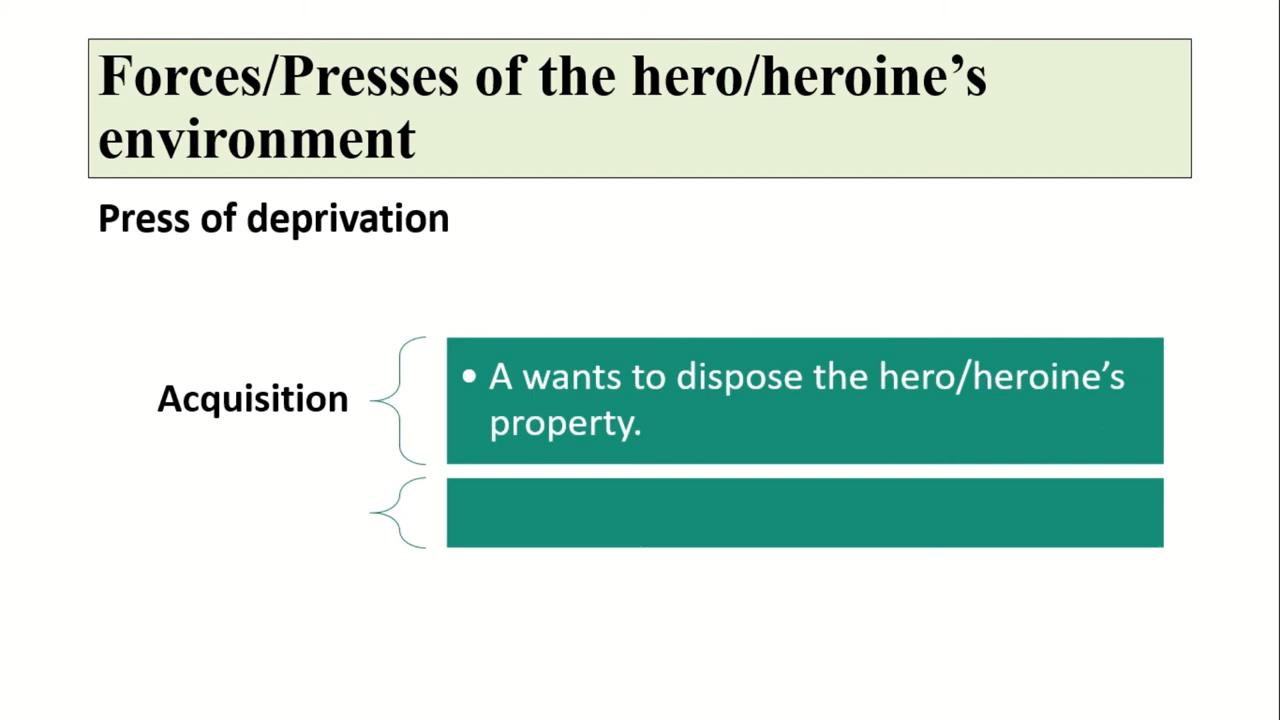 Forces/Presses of the hero/heroine’s
environment
Press of deprivation
Acquisition
• A wants to dispose the hero/heroine’s
property.